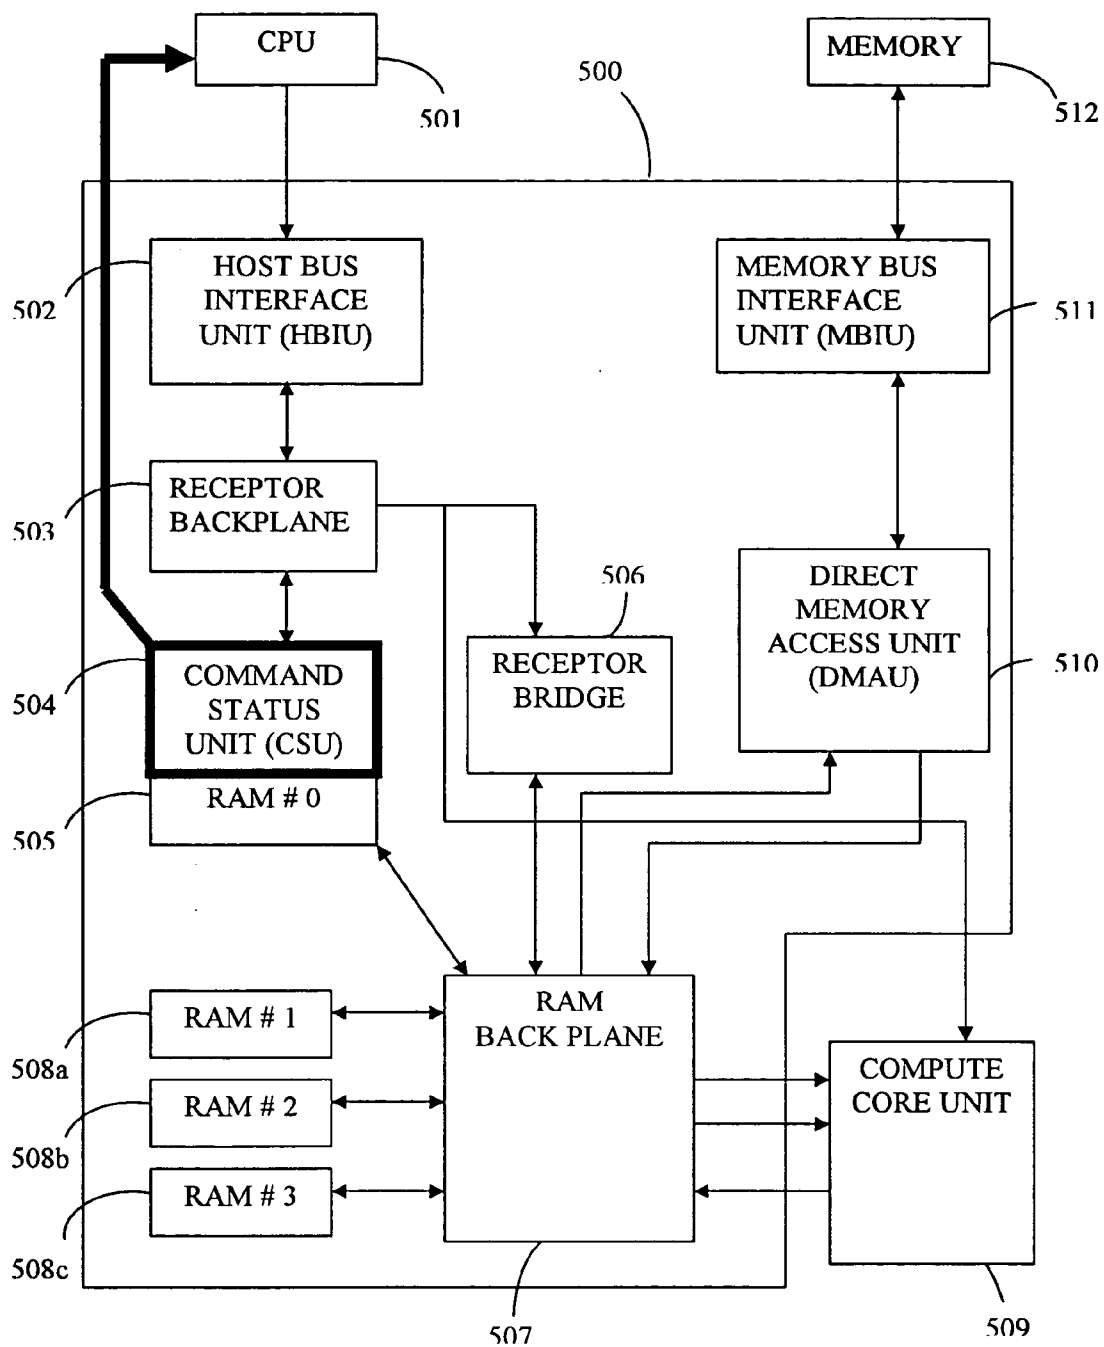 CPU
501
500
MEMORY
512
HOST BUS
INTERFACE
UNIT (HBIU)
502
MEMORY BUS
INTERFACE
UNIT (MBIU)
511
RECEPTOR
BACKPLANE
503
506
DIRECT
MEMORY
ACCESS UNIT
(DMAU)
510
RECEPTOR
BRIDGE
COMMAND
STATUS
UNIT (CSU)
504
RAM # 0
505
RAM # 1
508a
RAM # 2
508b
RAM # 3
508c
RAM
BACK PLANE
507
COMPUTE
CORE UNIT
509